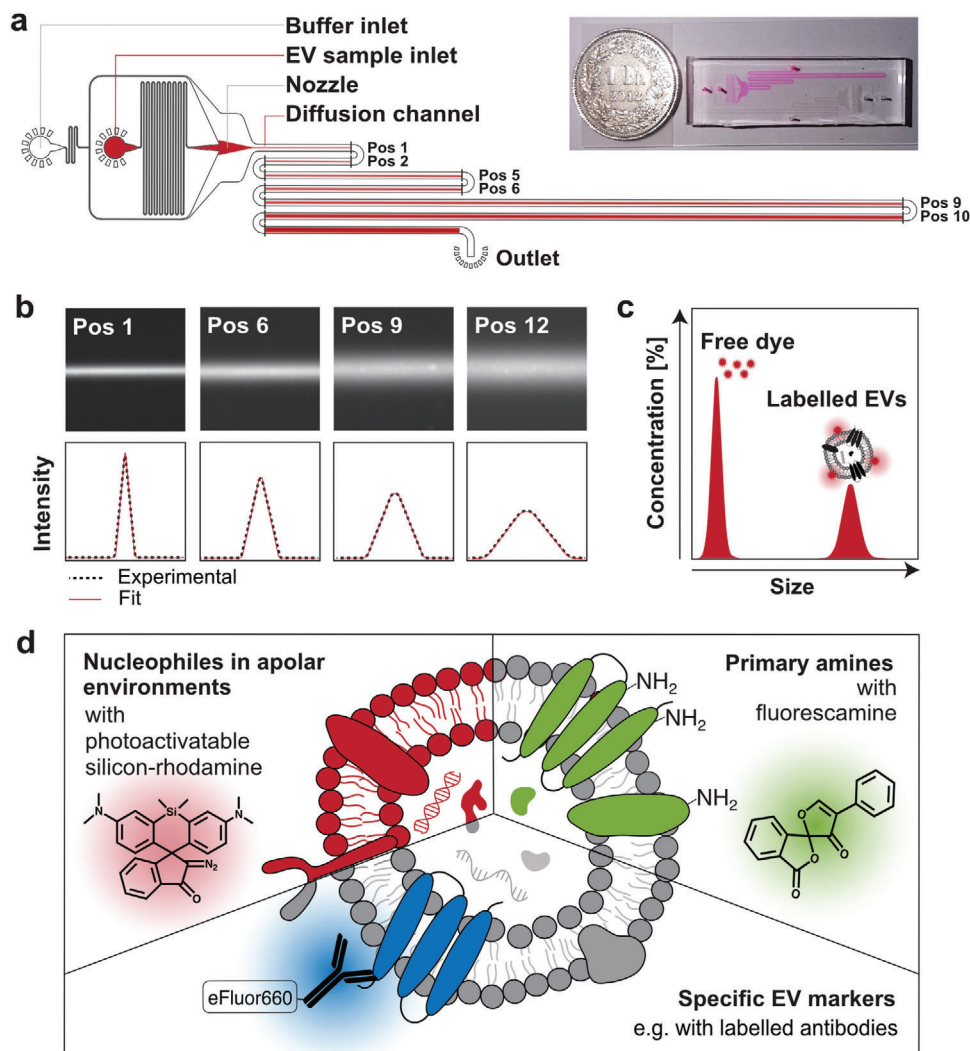 a
Buffer inlet
EV sample inlet
Nozzle
Diffusion channel
Pos 1
Pos 2
Pos 5
Pos 6
Pos 9
Pos 10
Outlet
1 Fr.
2012
b
Pos 1
Pos 6
Pos 9
Pos 12
Intensity
Experimental
Fit
c
Concentration [%]
Free dye
Labelled EVs
Size
d
Nucleophiles in apolar
environments
with
photoactivatable
silicon-rhodamine
N
Si
N
N₂
O
Primary amines
with
fluorescamine
NH₂
NH₂
NH₂
O
O
O
O
eFluor660
Specific EV markers
e.g. with labelled antibodies